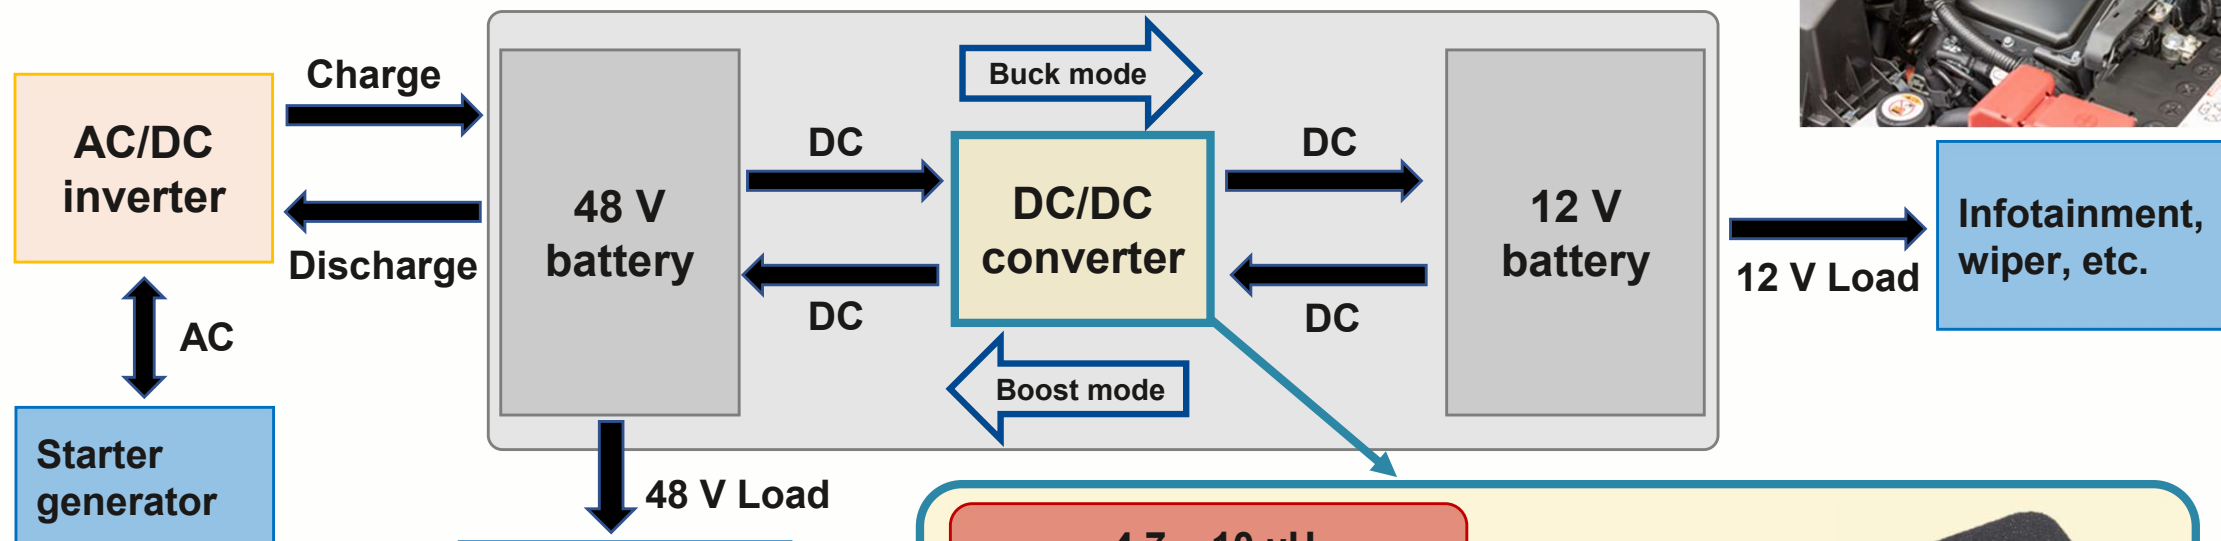 Charge
AC/DC
inverter
Discharge
AC
Starter
generator
48 V
battery
48 V Load
Buck mode
DC
DC
DC/DC
converter
DC
DC
Boost mode
12 V
battery
12 V Load
Infotainment,
wiper, etc.